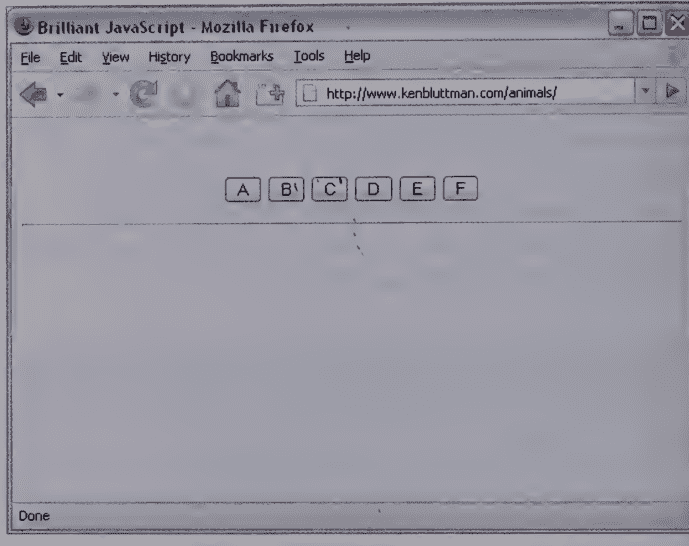 Brilliant JavaScript - Mozilla Firefox
File Edit View History Bookmarks Tools Help
http://www.kenbluttman.com/animals/
A B C D E F
Done